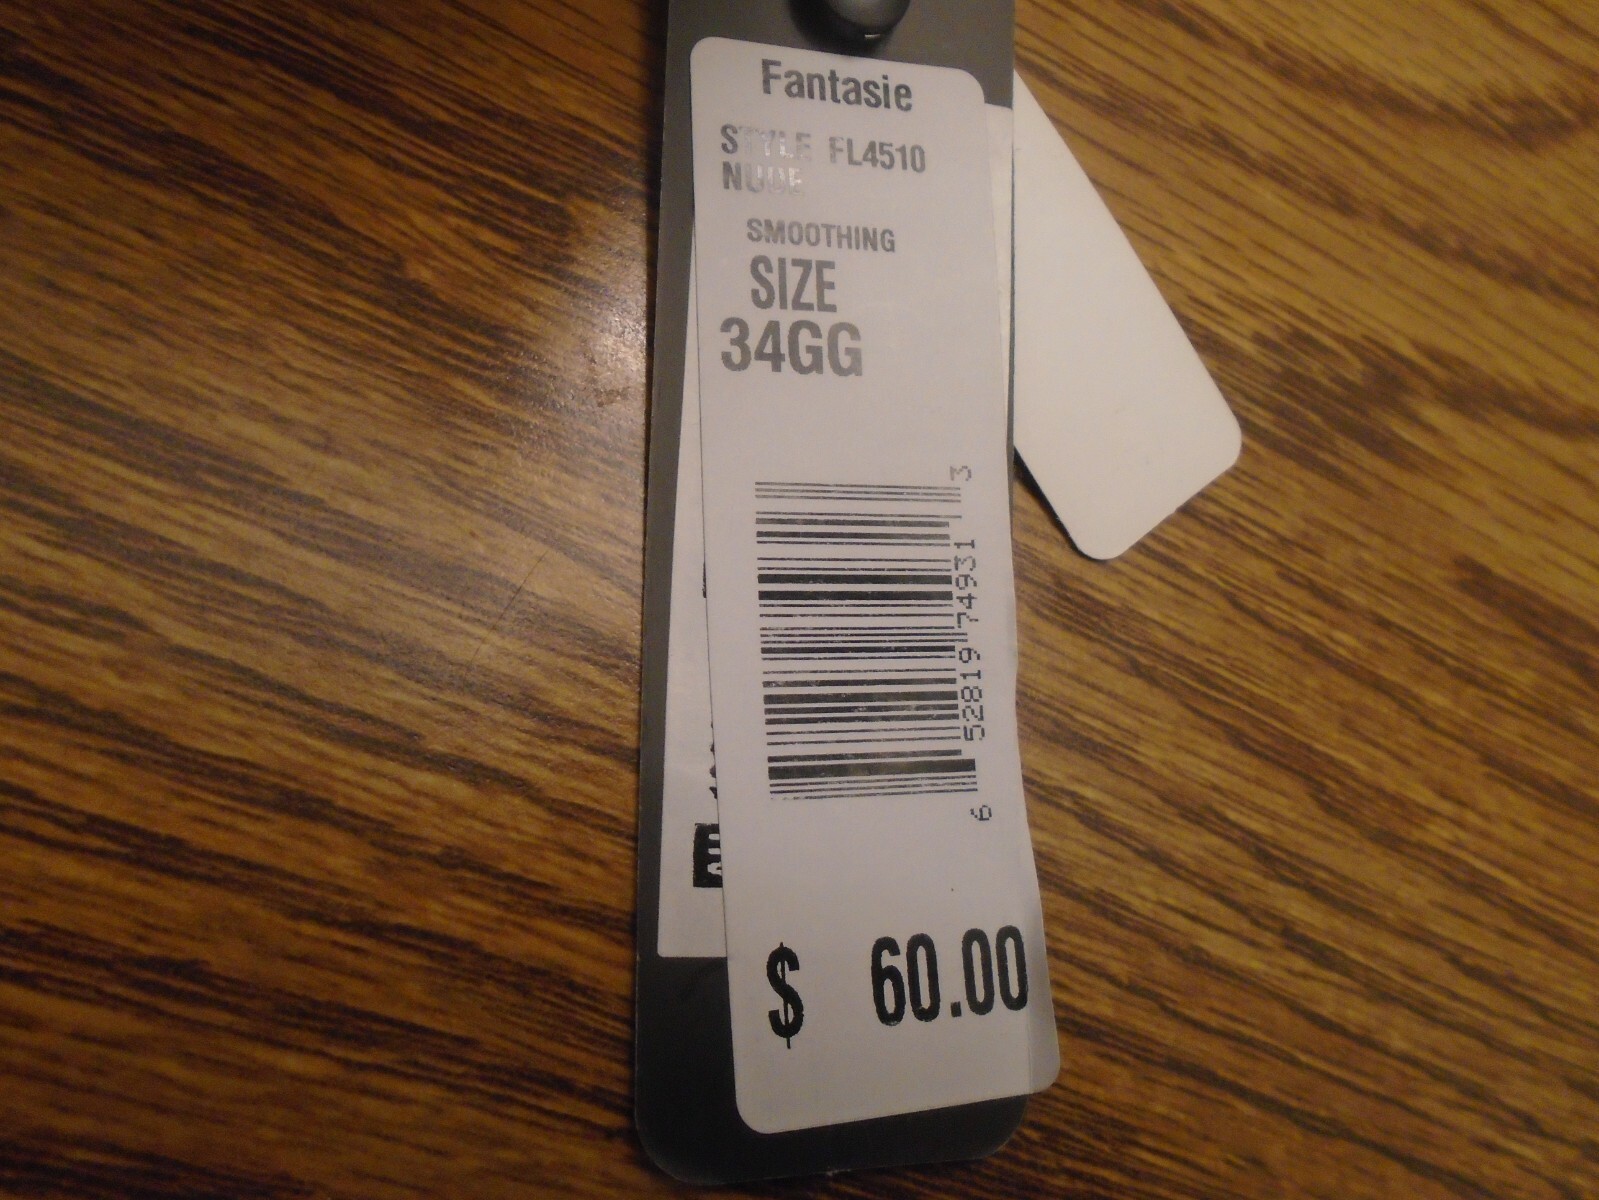 Fantasie
STYLE FL4510
NUDE
SMOOTHING
SIZE
34GG
6 52819 74931 3
$ 60.00